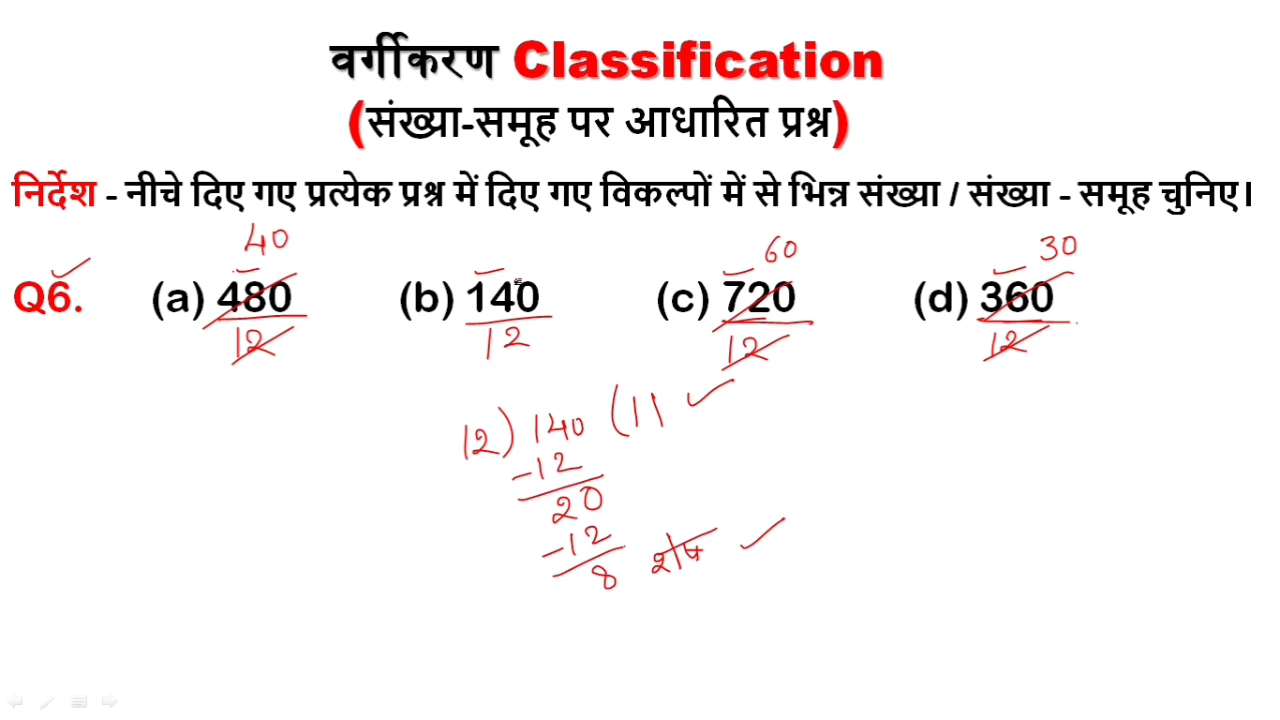 वर्गीकरण Classification
(संख्या-समूह पर आधारित प्रश्न)
निर्देश - नीचे दिए गए प्रत्येक प्रश्न में दिए गए विकल्पों में से भिन्न संख्या / संख्या - समूह चुनिए।
40 60 30
Q6. (a) 480 (b) 140 (c) 720 (d) 360
12 12 12 12
12) 140 (11
-12
20
-12
8 शेष